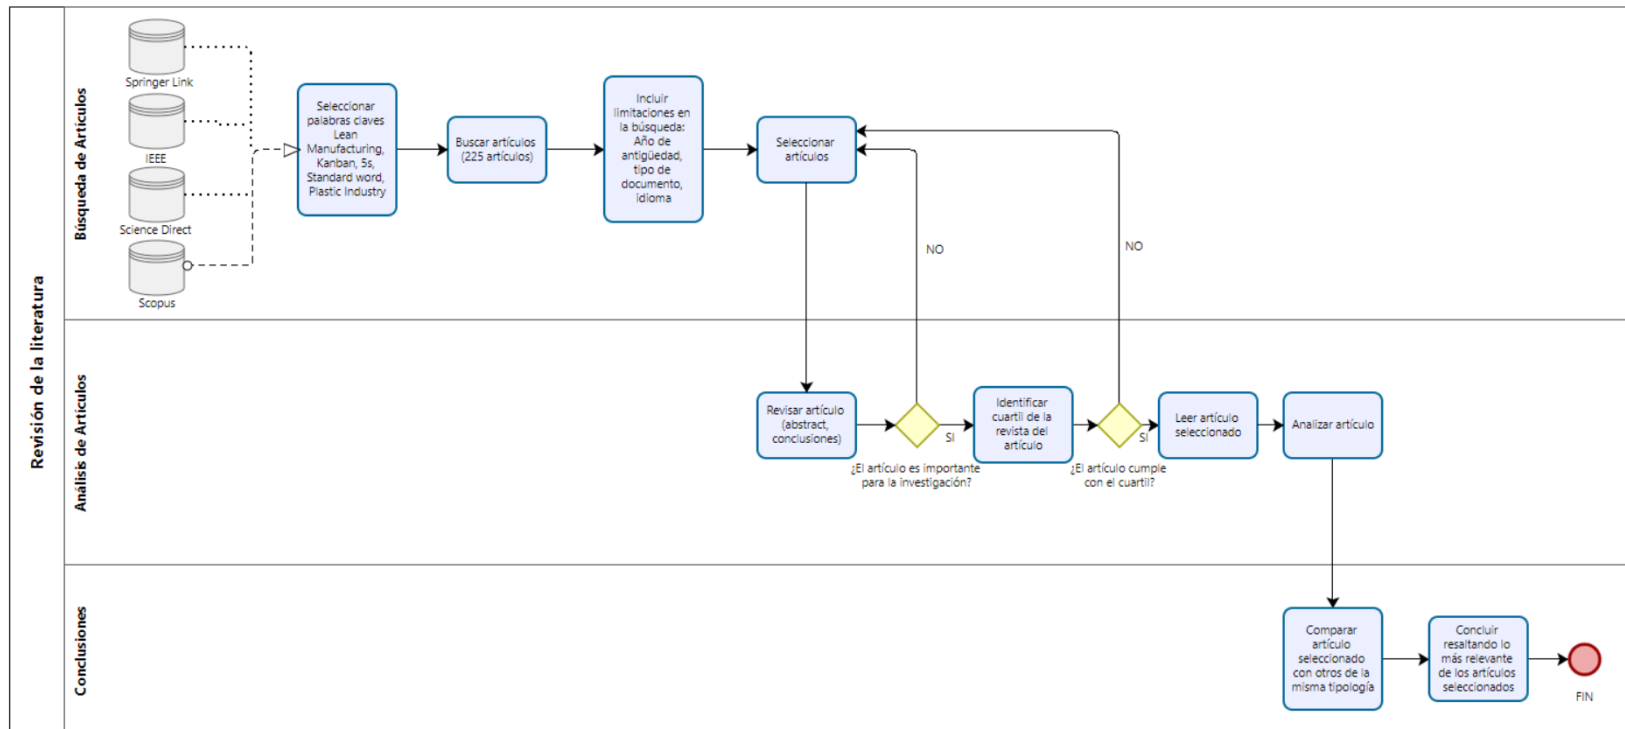 Revisión de la literatura
Búsqueda de Artículos
Springer Link
IEEE
Science Direct
Scopus
Seleccionar
palabras claves
Lean
Manufacturing,
Kanban, 5s,
Standard word,
Plastic Industry
Buscar artículos
(225 artículos)
Incluir
limitaciones en
la búsqueda:
Año de
antigüedad,
tipo de
documento,
idioma
Seleccionar
artículos
NO
NO
Análisis de Artículos
Revisar artículo
(abstract,
conclusiones)
SI
¿El artículo es importante
para la investigación?
Identificar
cuartil de la
revista del
artículo
SI
¿El artículo cumple
con el cuartil?
Leer artículo
seleccionado
Analizar artículo
Conclusiones
Comparar
artículo
seleccionado
con otros de la
misma tipología
Concluir
resaltando lo
más relevante
de los artículos
seleccionados
FIN